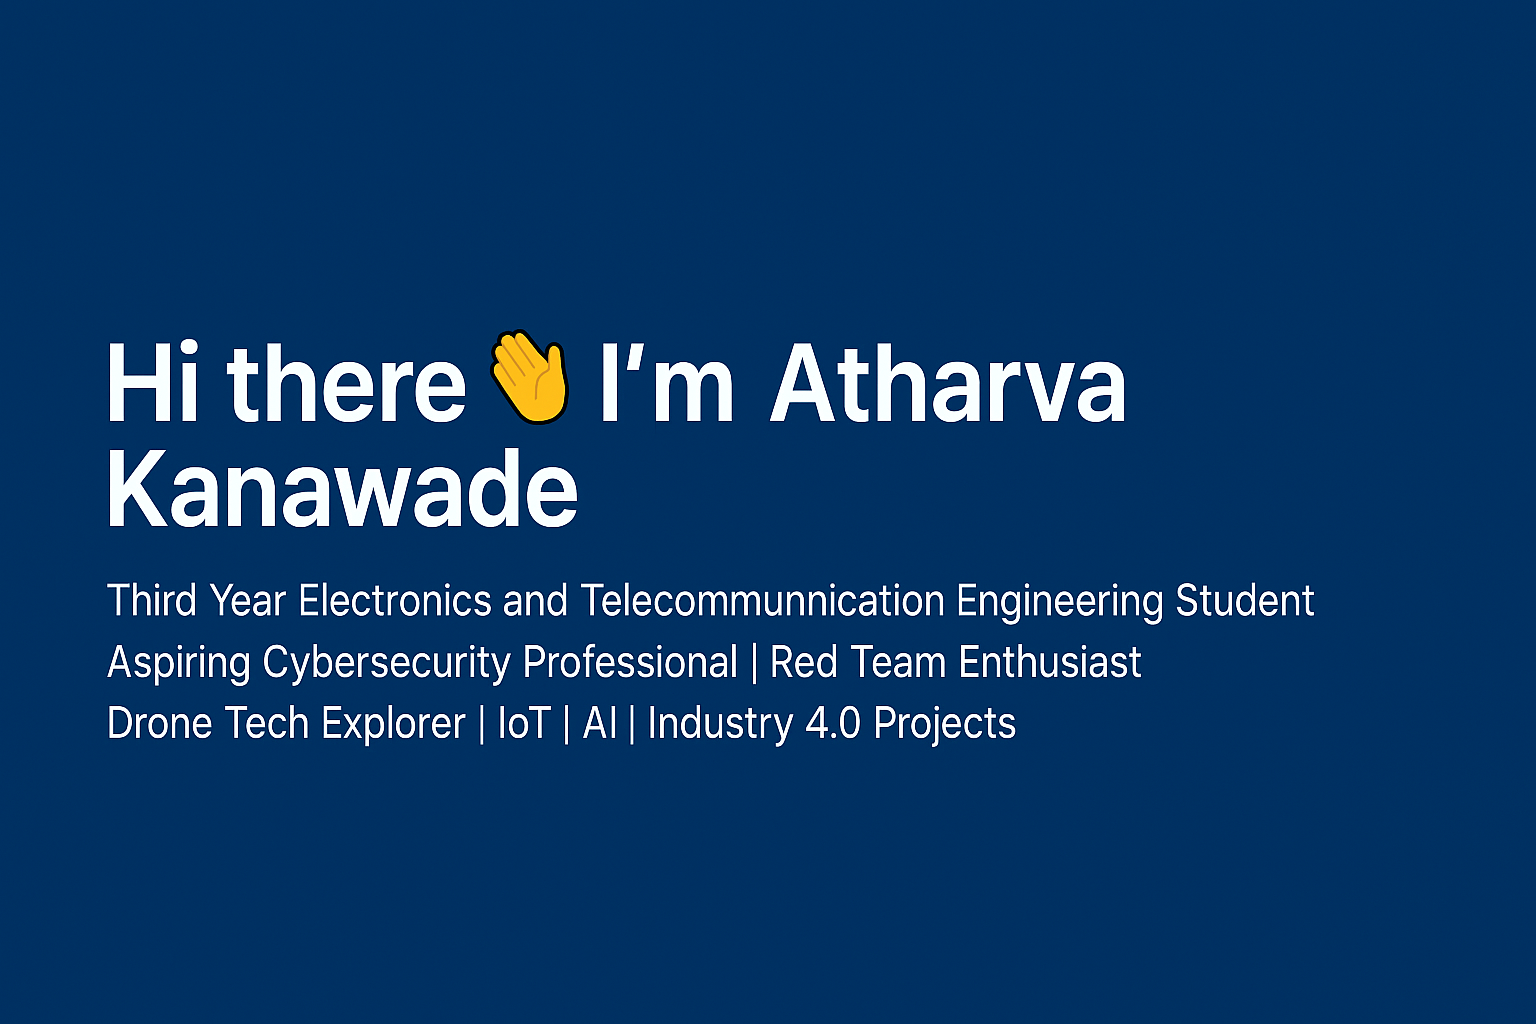 Hi there 👋 I’m Atharva
Kanawade
Third Year Electronics and Telecommunnication Engineering Student
Aspiring Cybersecurity Professional | Red Team Enthusiast
Drone Tech Explorer | IoT | AI | Industry 4.0 Projects